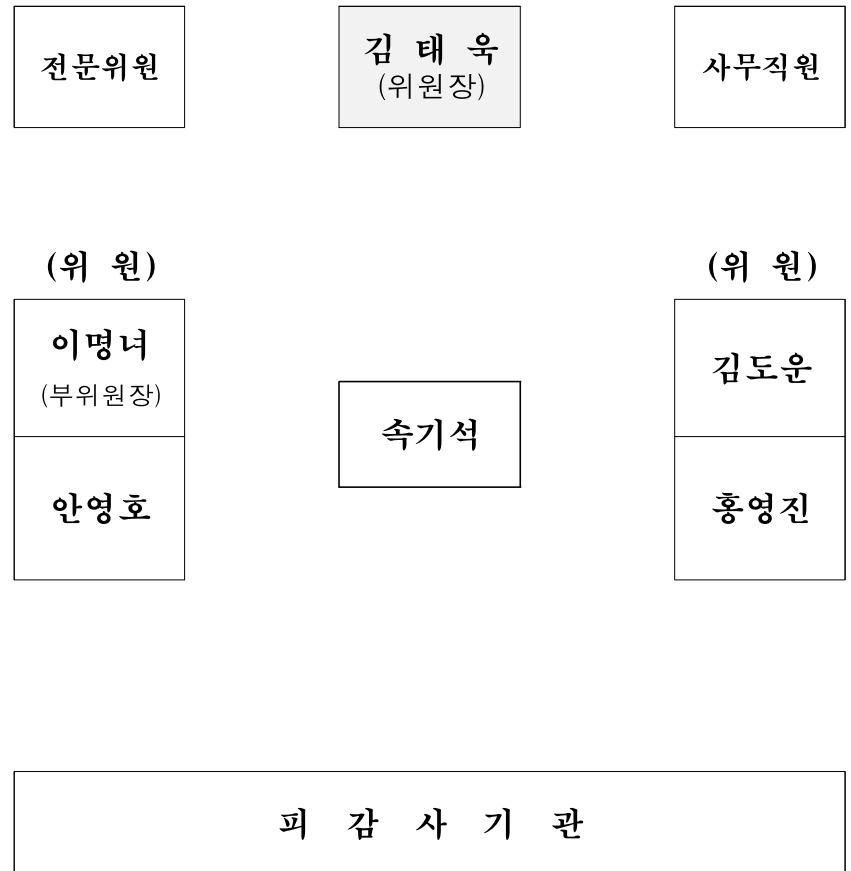 전문위원
김 태 욱
(위원장)
사무직원
(위 원)
(위 원)
이명녀
(부위원장)
김도운
속기석
안영호
홍영진
피 감 사 기 관